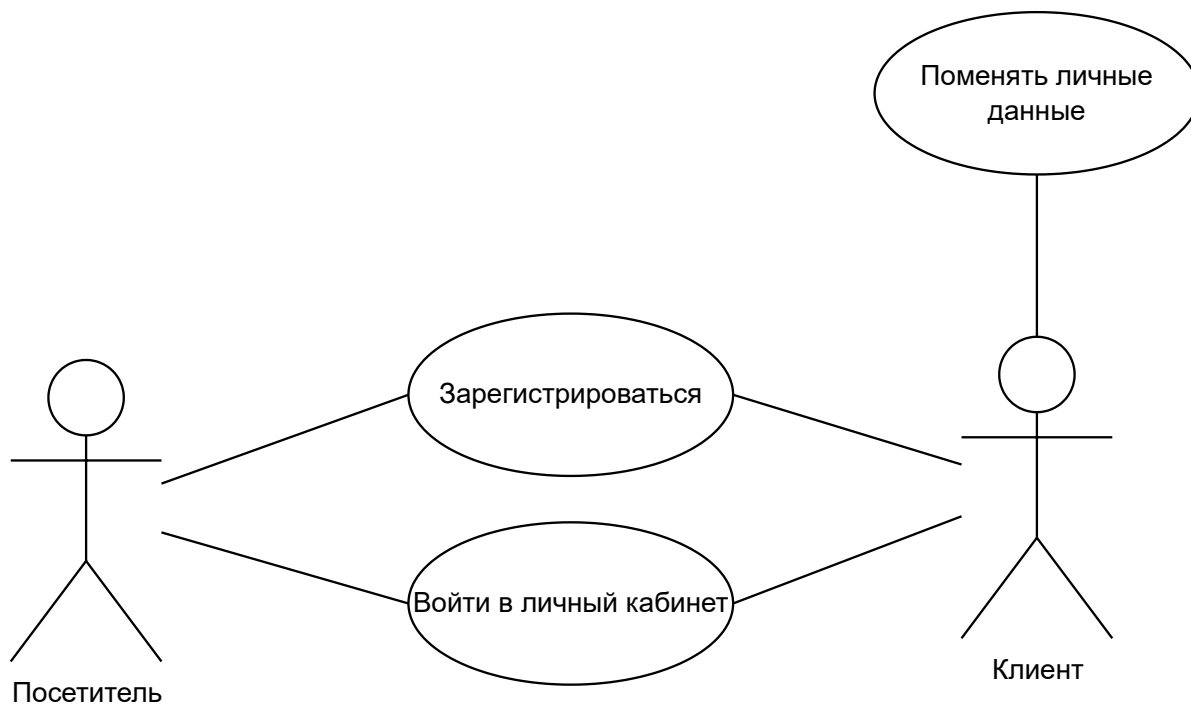 Поменять личные
данные
Зарегистрироваться
Войти в личный кабинет
Клиент
Посетитель